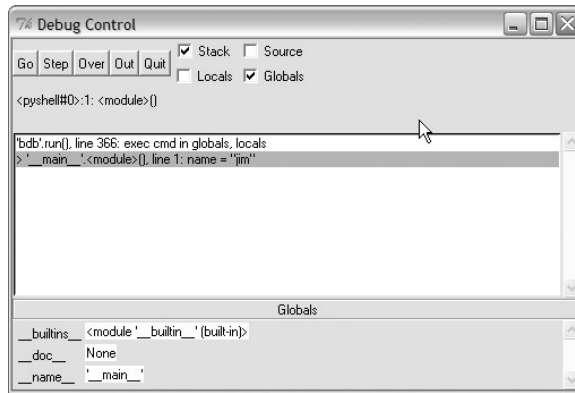 7% Debug Control
Go Step Over Out Quit
Stack Source
Locals Globals
<pyshell#0>:1: <module>()
'bdb'.run(), line 366: exec cmd in globals, locals
> '__main__'.<module>(), line 1: name = "jim"
Globals
__builtins__ <module '__builtin__' (built-in)>
__doc__ None
__name__ '__main__'